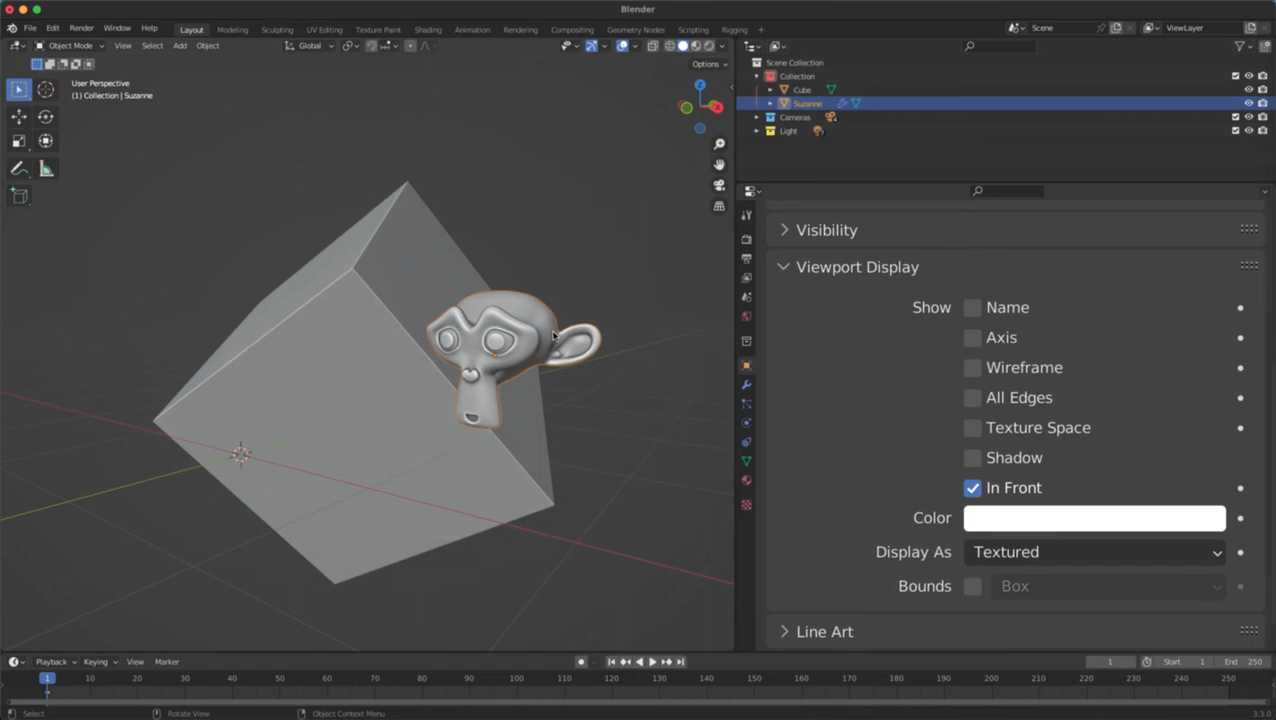 Blender
File Edit Render Window Help Layout Modeling Sculpting UV Editing Texture Paint Shading Animation Rendering Compositing Geometry Nodes Scripting Rigging + Scene ViewLayer
Object Mode View Select Add Object Global
Options
User Perspective
(1) Collection | Suzanne
Z
X
Scene Collection
Collection
Cube
Suzanne
Cameras
Light
Visibility
Viewport Display
Show Name
Axis
Wireframe
All Edges
Texture Space
Shadow
In Front
Color
Display As Textured
Bounds Box
Line Art
Playback Keying View Marker 1 Start 1 End 250
1 10 20 30 40 50 60 70 80 90 100 110 120 130 140 150 160 170 180 190 200 210 220 230 240 250
Select Rotate View Object Context Menu 3.3.0